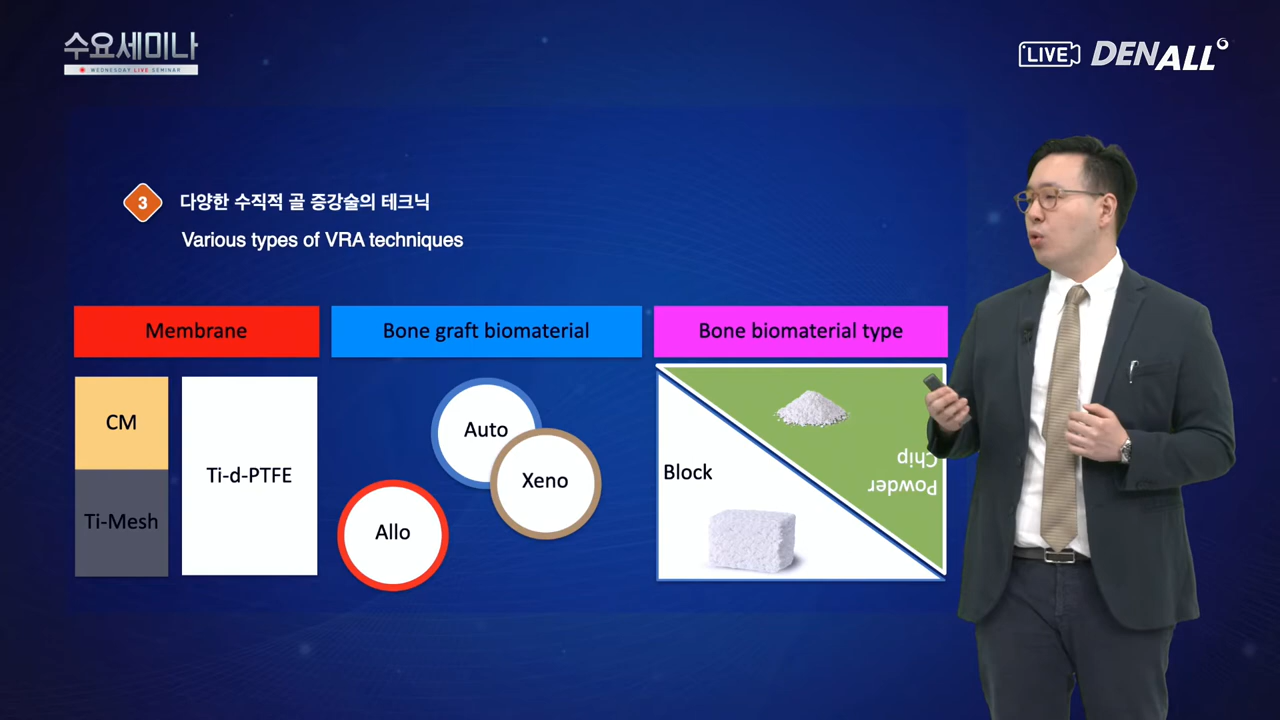 수요세미나
WEDNESDAY LIVE SEMINAR
LIVE DENALL
3 다양한 수직적 골 증강술의 테크닉
Various types of VRA techniques
Membrane
Bone graft biomaterial
Bone biomaterial type
CM
Ti-Mesh
Ti-d-PTFE
Auto
Xeno
Allo
Block
Powder
Chip